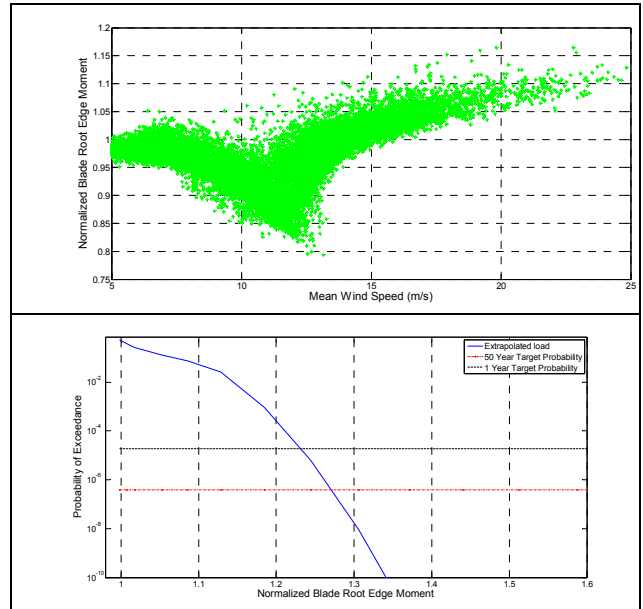 1.2
1.15
1.1
1.05
1
0.95
0.9
0.85
0.8
0.75
Normalized Blade Root Edge Moment
5 10 15 20 25
Mean Wind Speed (m/s)
Extrapolated load
50 Year Target Probability
1 Year Target Probability
10-2
10-4
10-6
10-8
10-10
Probability of Exceedance
1 1.1 1.2 1.3 1.4 1.5 1.6
Normalized Blade Root Edge Moment